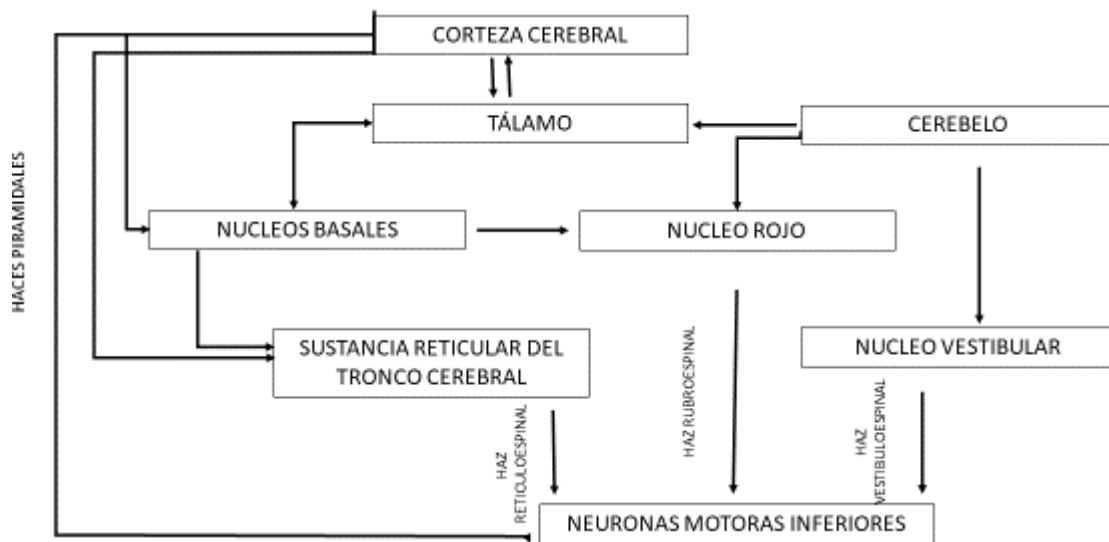 CORTEZA CEREBRAL
TÁLAMO
CEREBELO
HACES PIRAMIDALES
NUCLEOS BASALES
NUCLEO ROJO
SUSTANCIA RETICULAR DEL
TRONCO CEREBRAL
NUCLEO VESTIBULAR
HAZ
RETICULOESPINAL
HAZ RUBROESPINAL
HAZ
VESTIBULOESPINAL
NEURONAS MOTORAS INFERIORES